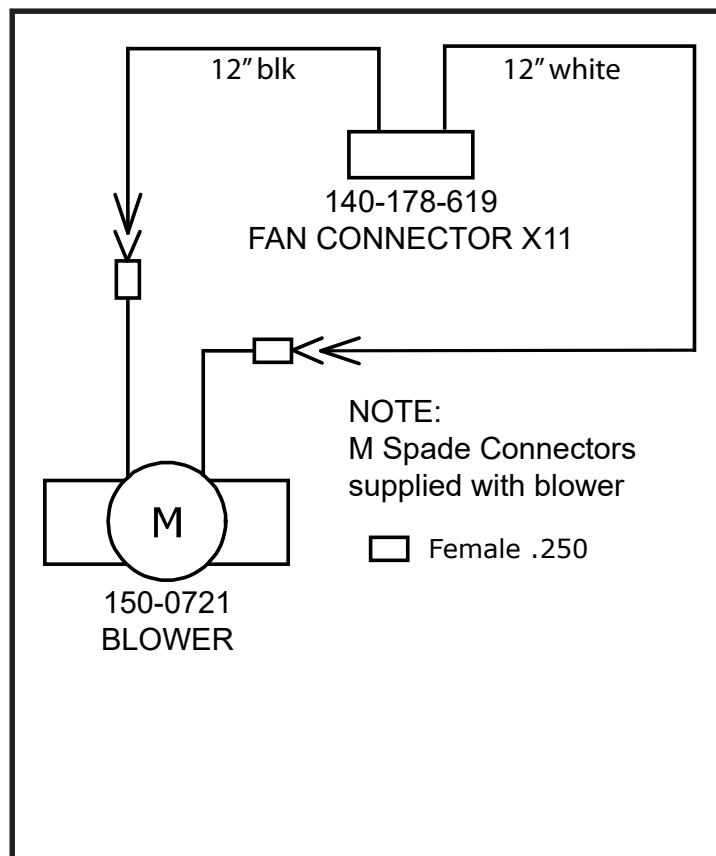 12” blk
12” white
140-178-619
FAN CONNECTOR X11
NOTE:
M Spade Connectors
supplied with blower
Female .250
M
150-0721
BLOWER